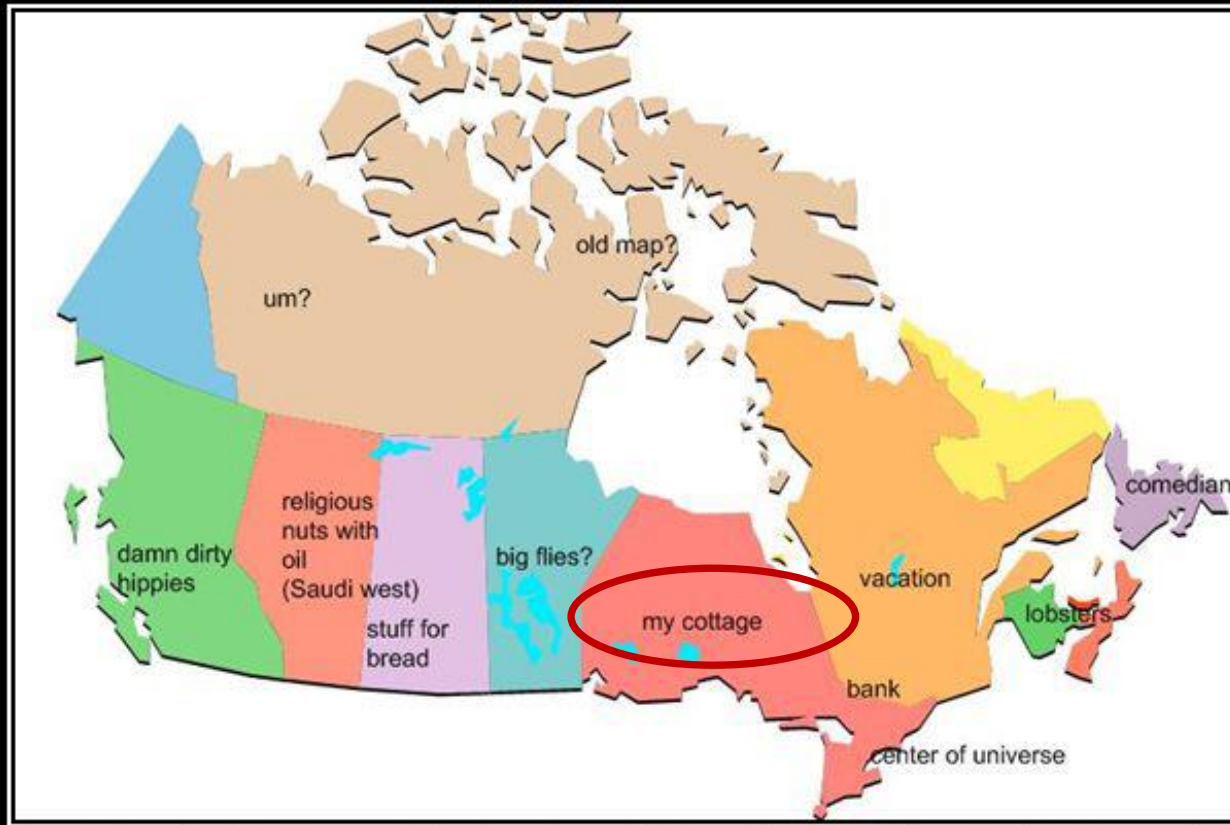 old map?
um?
comedian
religious
nuts with
oil
(Saudi west)
damn dirty
hippies
big flies?
vacation
lobsters
my cottage
stuff for
bread
bank
center of universe